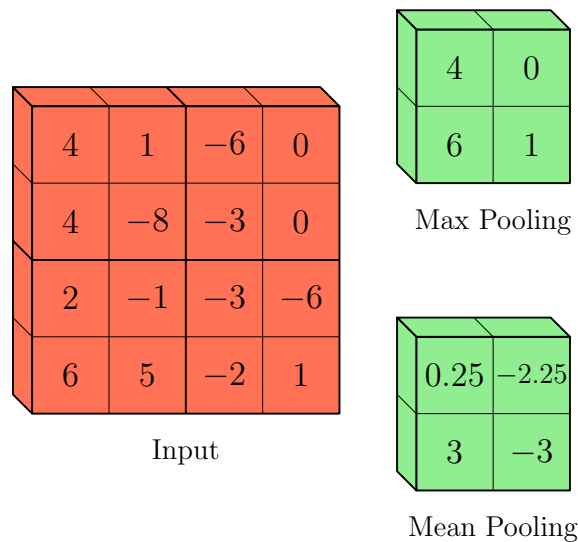 4 1 −6 0
4 −8 −3 0
2 −1 −3 −6
6 5 −2 1
Input
4 0
6 1
Max Pooling
0.25 −2.25
3 −3
Mean Pooling